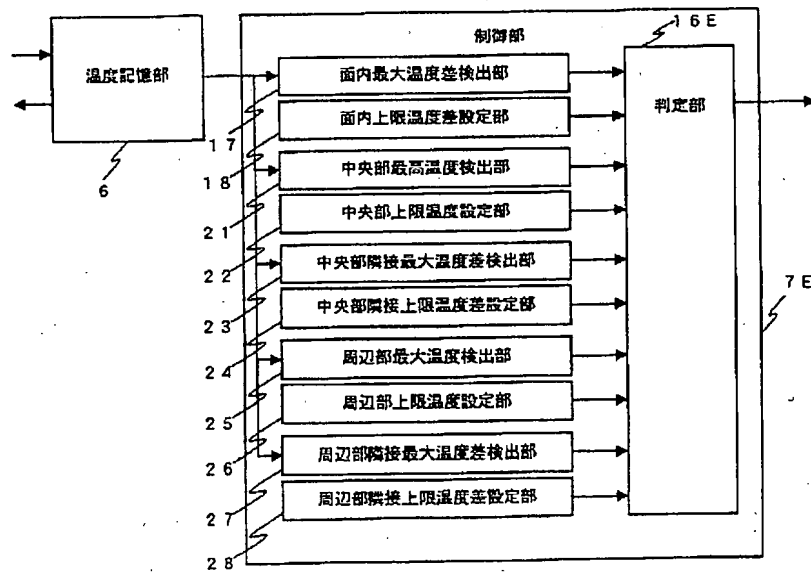 制御部
16E
温度記憶部
6
面内最大温度差検出部
17
面内上限温度差設定部
18
中央部最高温度検出部
21
中央部上限温度設定部
22
中央部隣接最大温度差検出部
23
中央部隣接上限温度差設定部
24
周辺部最大温度検出部
25
周辺部上限温度設定部
26
周辺部隣接最大温度差検出部
27
周辺部隣接上限温度差設定部
28
判定部
7E